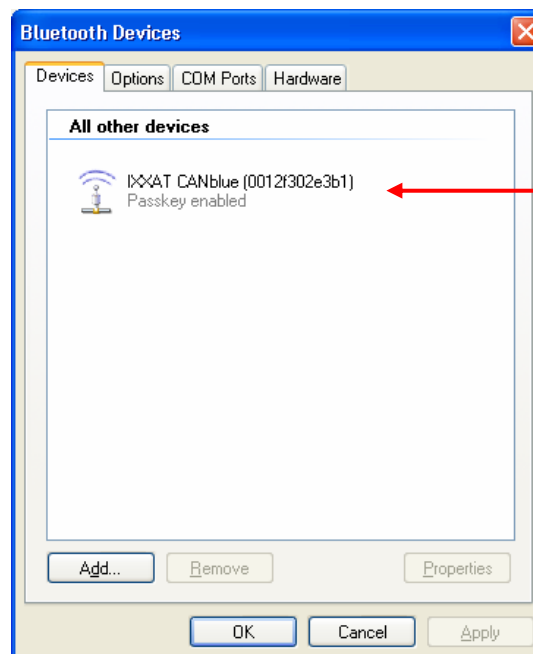 Bluetooth Devices
Devices Options COM Ports Hardware
All other devices
IXXAT CANblue (0012f302e3b1)
Passkey enabled
Add... Remove Properties
OK Cancel Apply